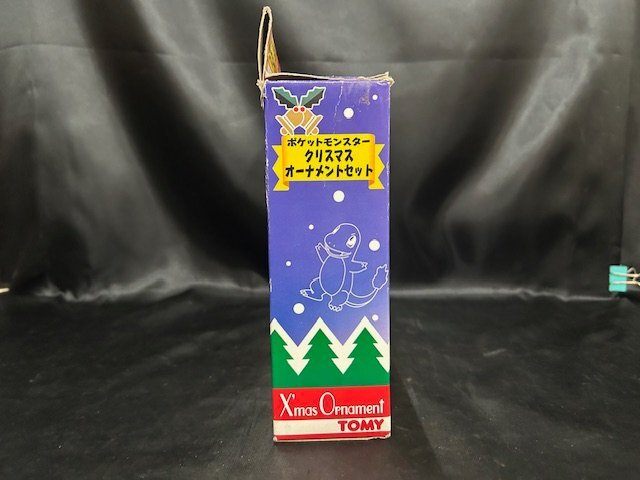 ポケットモンスター
クリスマス
オーナメントセット
X'mas Ornament
TOMY